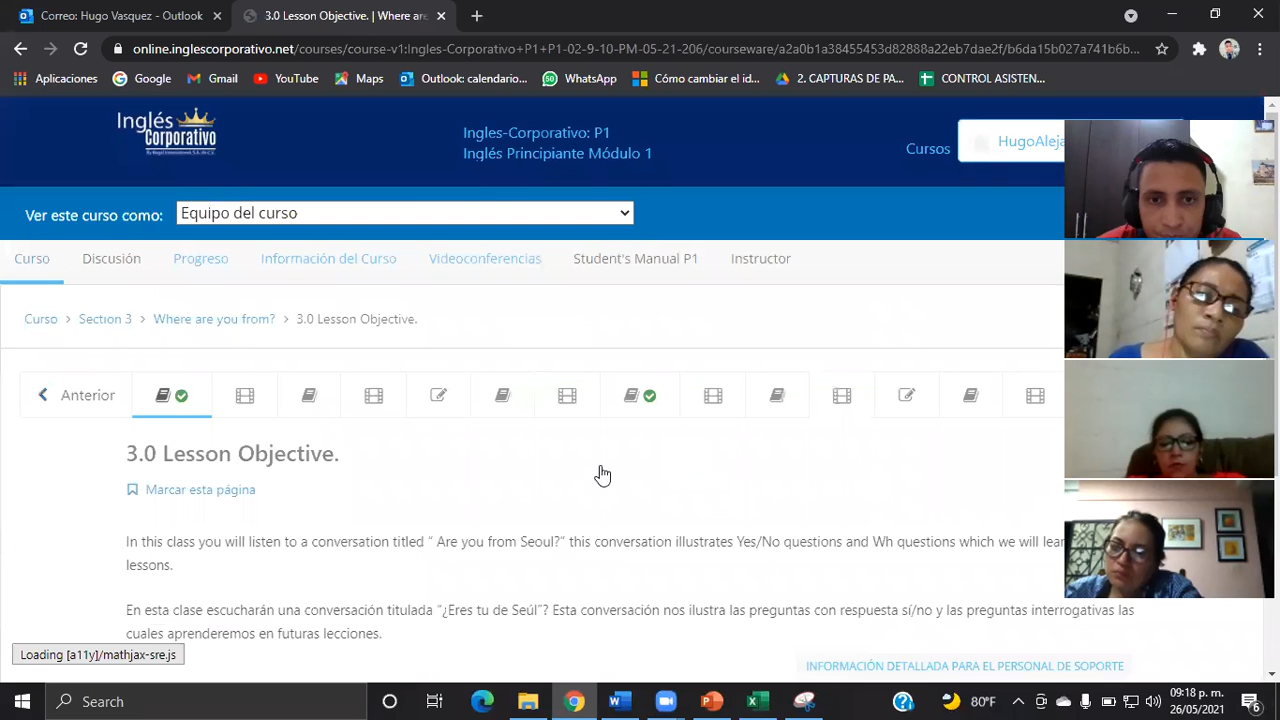 Correo: Hugo Vasquez - Outlook
3.0 Lesson Objective. | Where are
online.inglescorporativo.net/courses/course-v1:Ingles-Corporativo+P1+P1-02-9-10-PM-05-21-206/courseware/a2a0b1a38455453d82888a22eb7dae2f/b6da15b027a741b6b...
Aplicaciones Google Gmail YouTube Maps Outlook: calendario... WhatsApp Cómo cambiar el id... 2. CAPTURAS DE PA... CONTROL ASISTEN...
Inglés Corporativo
Ingles-Corporativo: P1
Inglés Principiante Módulo 1
Cursos
HugoAleja
Ver este curso como: Equipo del curso
Curso Discusión Progreso Información del Curso Videoconferencias Student's Manual P1 Instructor
Curso > Section 3 > Where are you from? > 3.0 Lesson Objective.
Anterior
3.0 Lesson Objective.
Marcar esta página
In this class you will listen to a conversation titled “ Are you from Seoul?” this conversation illustrates Yes/No questions and Wh questions which we will lear
lessons.
En esta clase escucharán una conversación titulada “¿Eres tu de Seúl”? Esta conversación nos ilustra las preguntas con respuesta sí/no y las preguntas interrogativas las
cuales aprenderemos en futuras lecciones.
Loading [a11y]/mathjax-sre.js
INFORMACIÓN DETALLADA PARA EL PERSONAL DE SOPORTE
Search
80°F
09:18 p. m.
26/05/2021
6